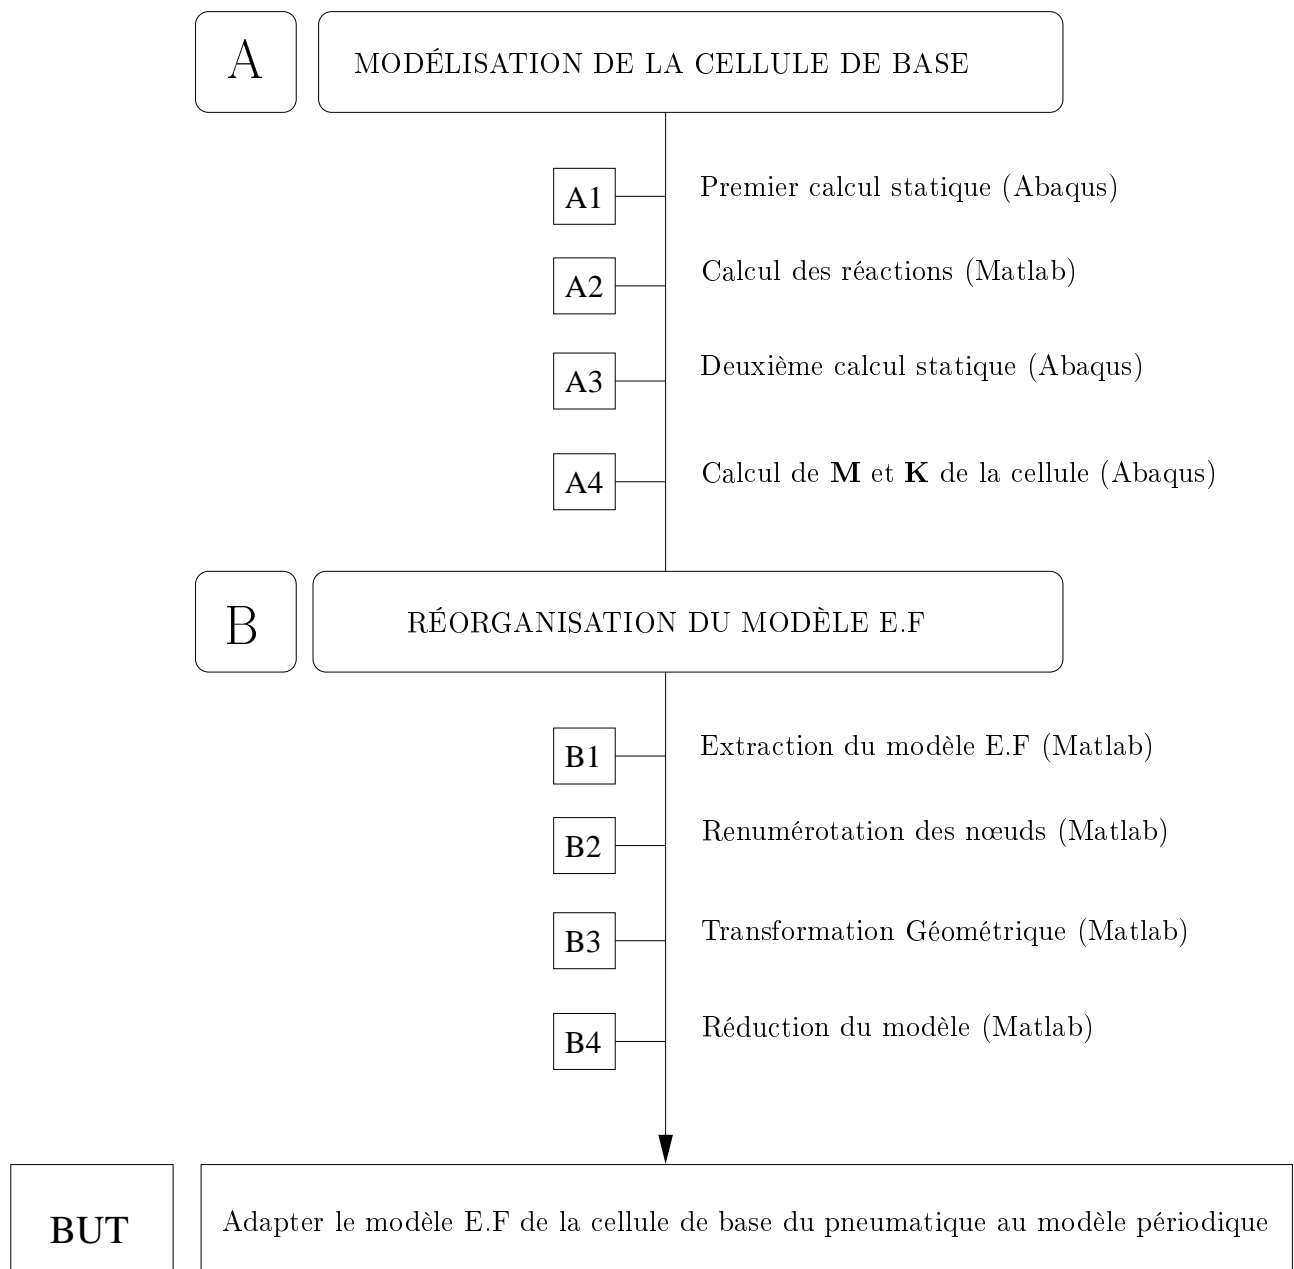 A
MODÉLISATION DE LA CELLULE DE BASE
A1
Premier calcul statique (Abaqus)
A2
Calcul des réactions (Matlab)
A3
Deuxième calcul statique (Abaqus)
A4
Calcul de M et K de la cellule (Abaqus)
B
RÉORGANISATION DU MODÈLE E.F
B1
Extraction du modèle E.F (Matlab)
B2
Renumérotation des nœuds (Matlab)
B3
Transformation Géométrique (Matlab)
B4
Réduction du modèle (Matlab)
BUT
Adapter le modèle E.F de la cellule de base du pneumatique au modèle périodique